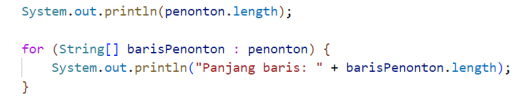 System.out.println(penonton.length);
for (String[] barisPenonton : penonton) {
System.out.println("Panjang baris: " + barisPenonton.length);
}